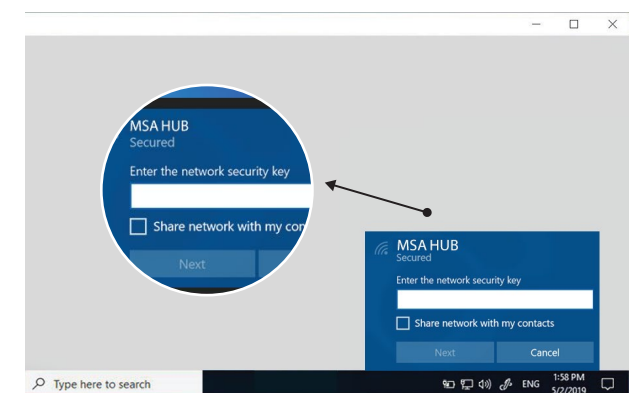 MSA HUB
Secured
Enter the network security key
Share network with my con
Next
MSA HUB
Secured
Enter the network security key
Share network with my contacts
Next Cancel
Type here to search
ENG
1:58 PM
5/2/2019